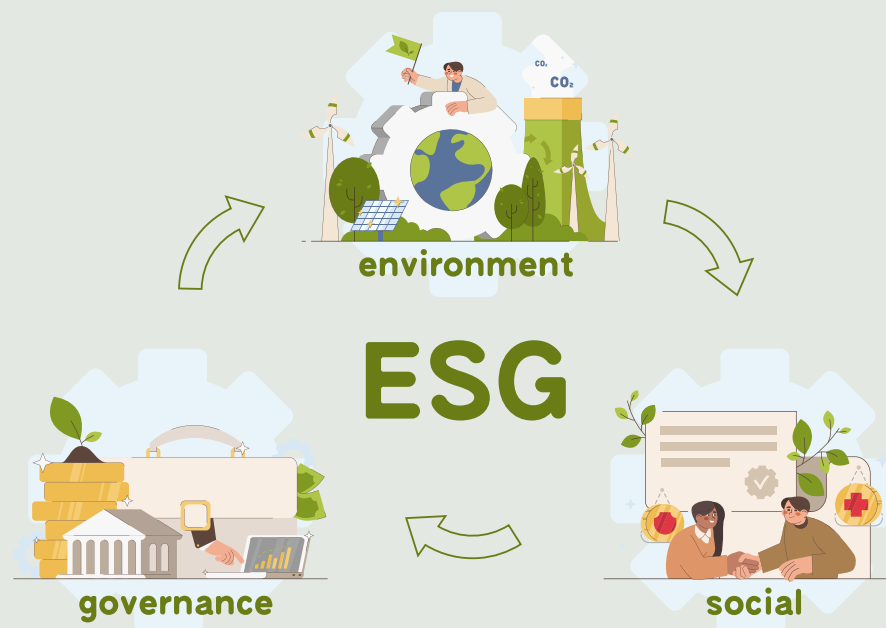 CO₂
CO₂
environment
ESG
governance
social